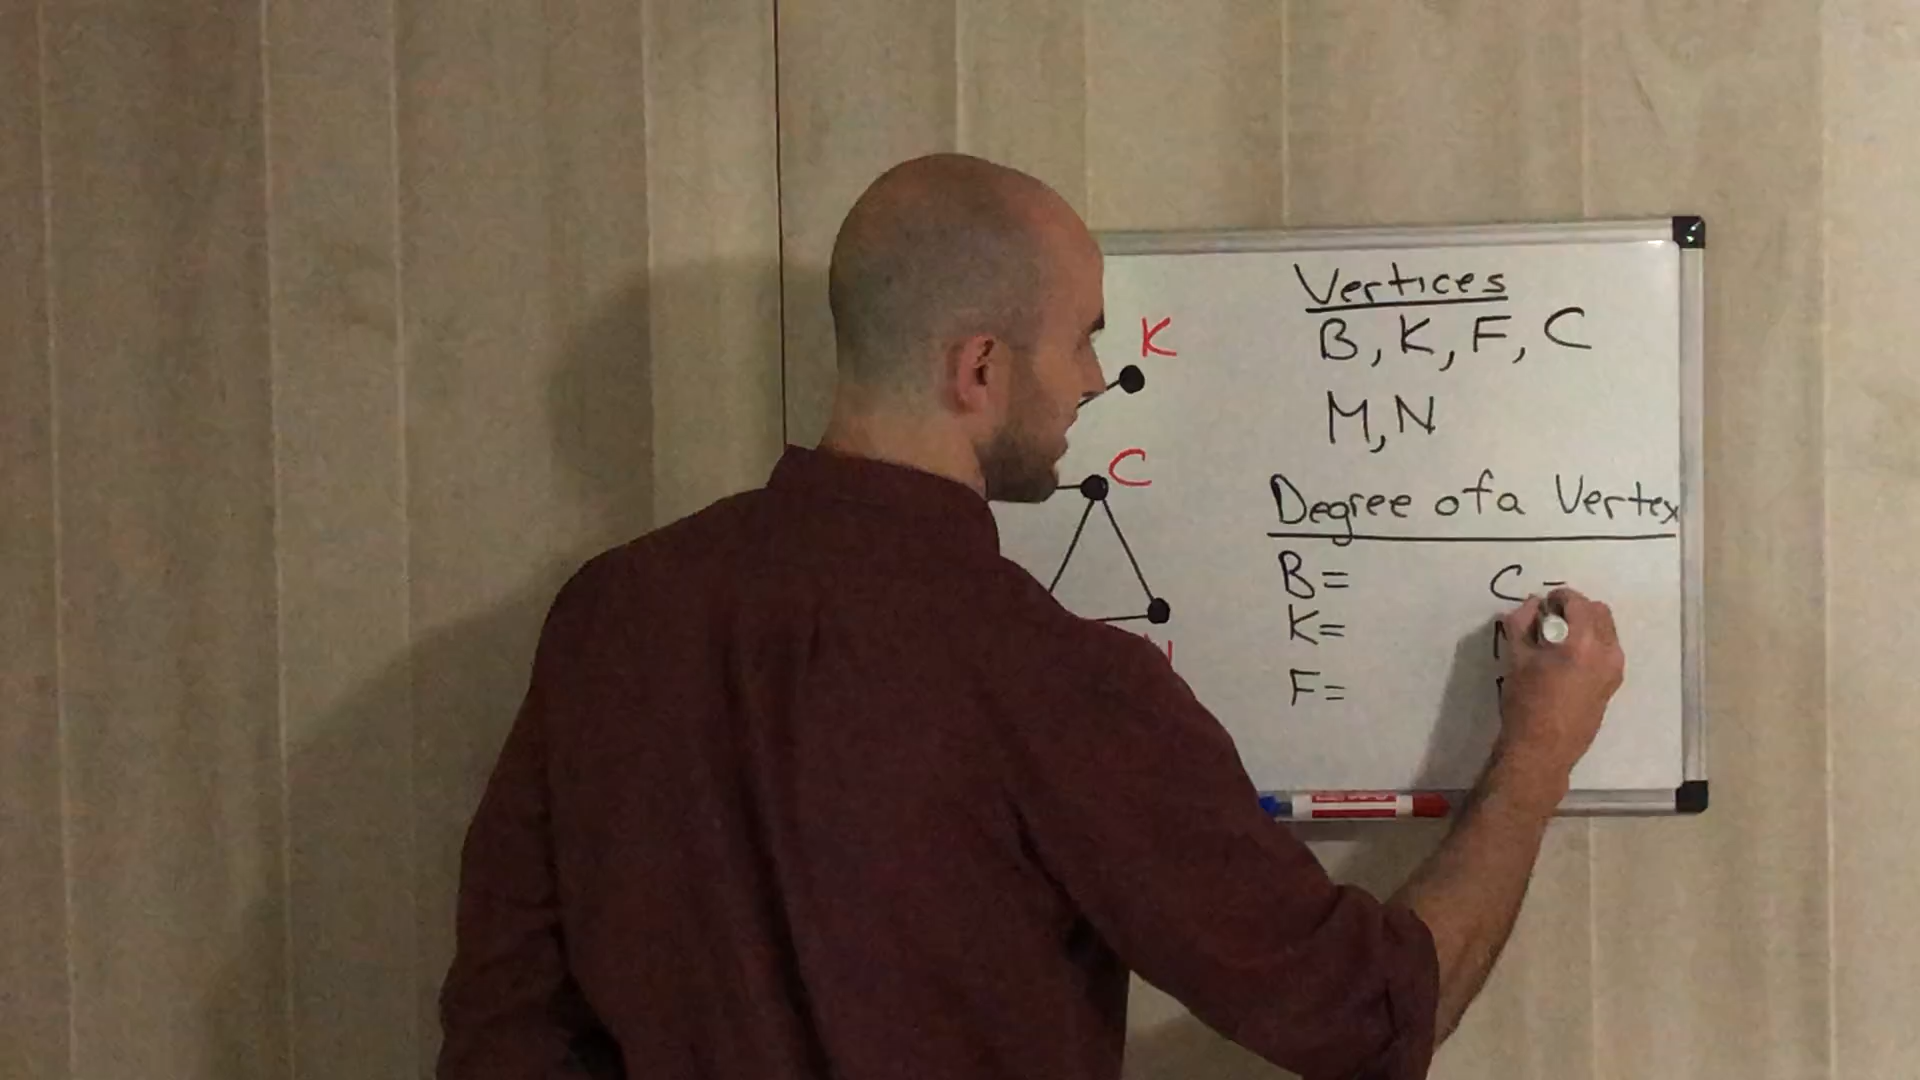 K
C
Vertices
B, K, F, C
M, N
Degree of a Vertex
B=
C=
K=
F=